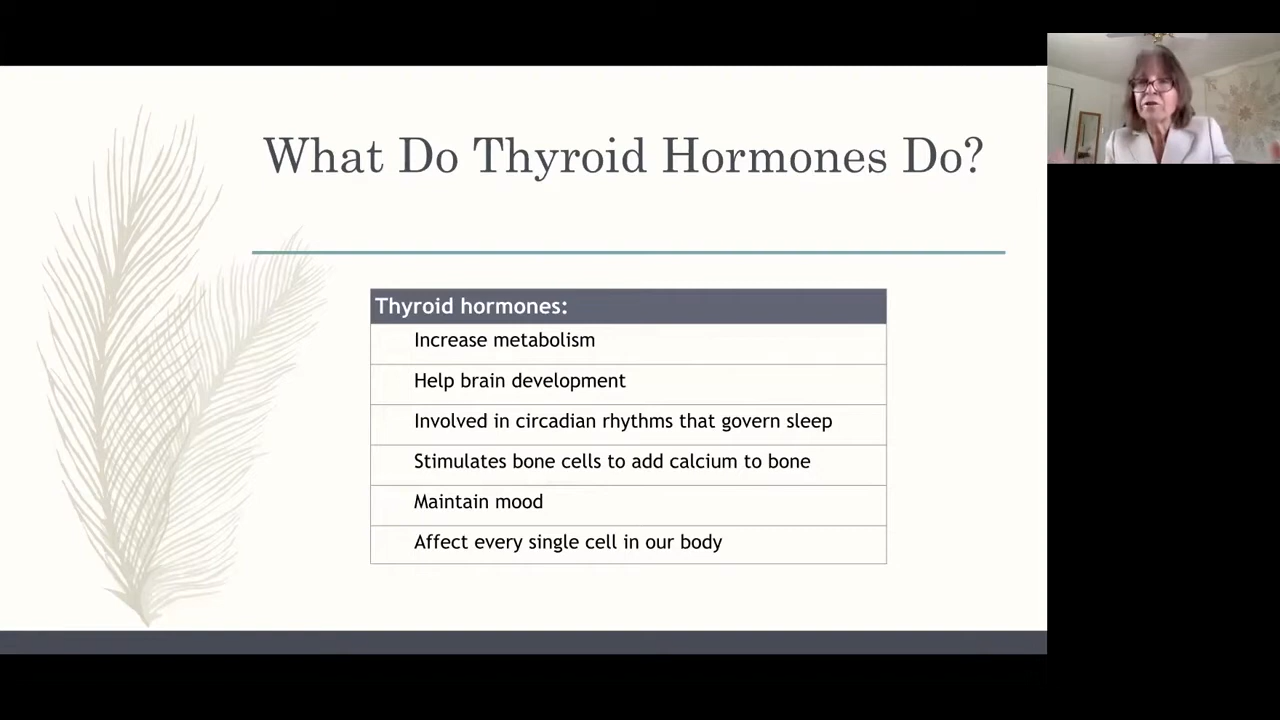 What Do Thyroid Hormones Do?
Thyroid hormones:
Increase metabolism
Help brain development
Involved in circadian rhythms that govern sleep
Stimulates bone cells to add calcium to bone
Maintain mood
Affect every single cell in our body